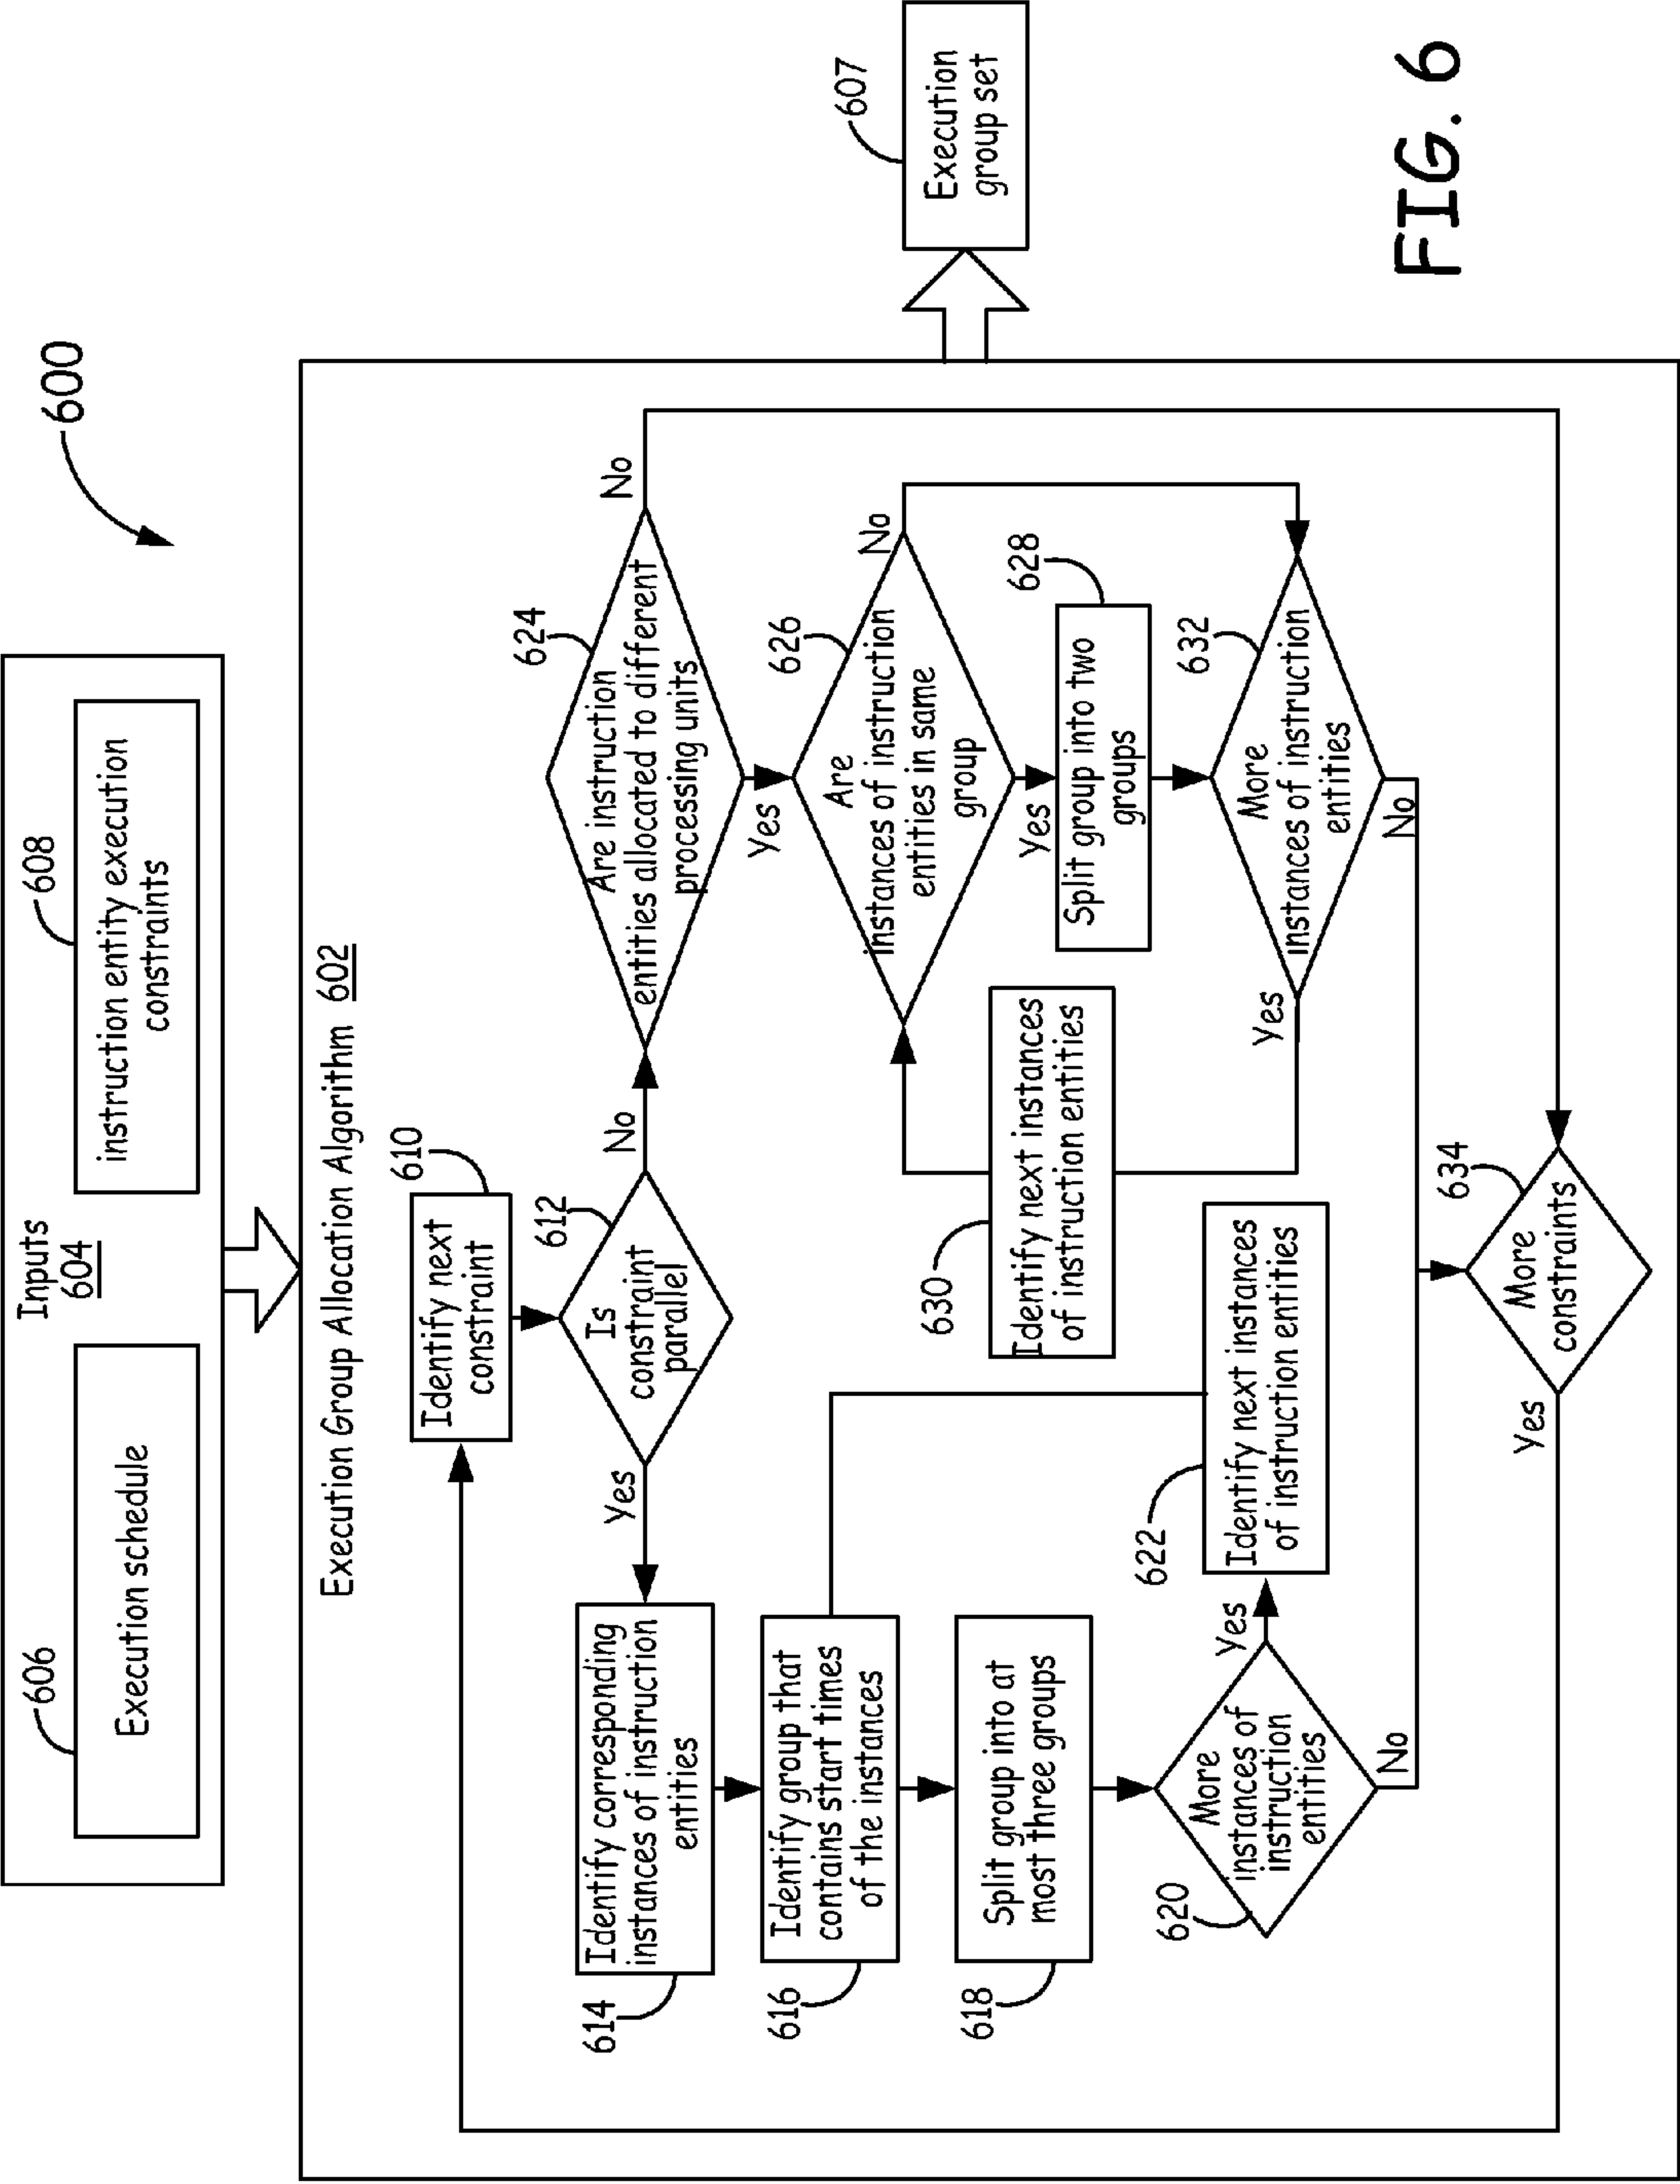 600
Inputs
604
606
Execution schedule
608
instruction entity execution
constraints
Execution Group Allocation Algorithm 602
610
Identify next
constraint
612
Is
constraint
parallel
Yes
No
614
Identify corresponding
instances of instruction
entities
616
Identify group that
contains start times
of the instances
618
Split group into at
most three groups
620
More
instances of
instruction
entities
Yes
No
622
Identify next instances
of instruction entities
624
Are instruction
entities allocated to different
processing units
No
Yes
626
Are
instances of instruction
entities in same
group
No
Yes
628
Split group into two
groups
630
Identify next instances
of instruction entities
632
More
instances of instruction
entities
Yes
No
634
More
constraints
Yes
607
Execution
group set
FIG. 6